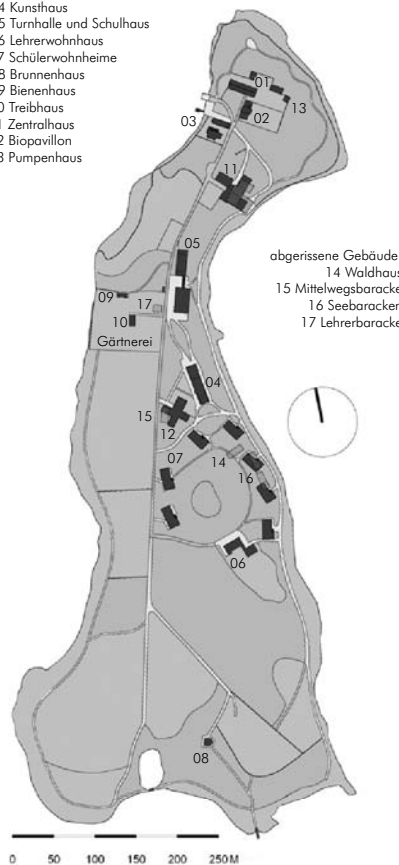 4 Kunsthaus
5 Turnhalle und Schulhaus
6 Lehrerwohnhaus
7 Schülerwohnheime
8 Brunnenhaus
9 Bienenhaus
0 Treibhaus
1 Zentralhaus
2 Biopavillon
3 Pumpenhaus
01
13
03
02
11
05
abgerissene Gebäude
14 Waldhaus
15 Mittelwegsbaracke
16 Seebaracken
17 Lehrerbaracke
09
17
10
Gärtnerei
04
15
12
07
14
16
06
08
0 50 100 150 200 250 M